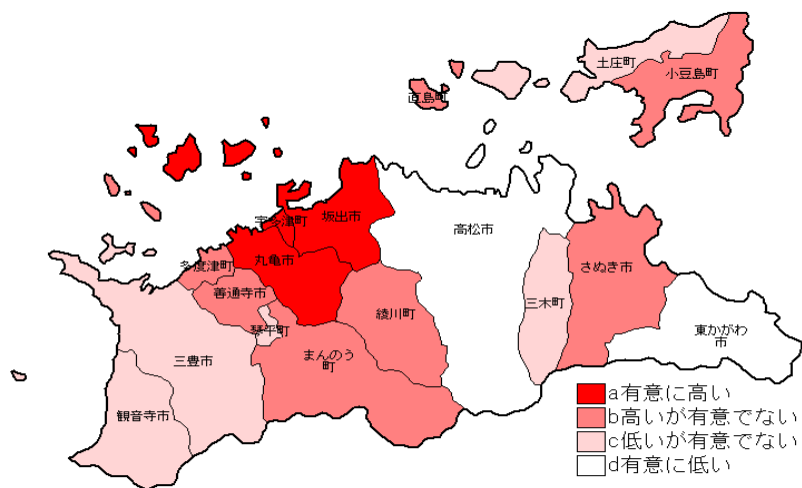 土庄町
小豆島町
直島町
宇多津町
坂出市
高松市
丸亀市
多度津町
さぬき市
善通寺市
三木町
綾川町
琴平町
東かがわ
市
三豊市
まんのう
町
観音寺市
a有意に高い
b高いが有意でない
c低いが有意でない
d有意に低い